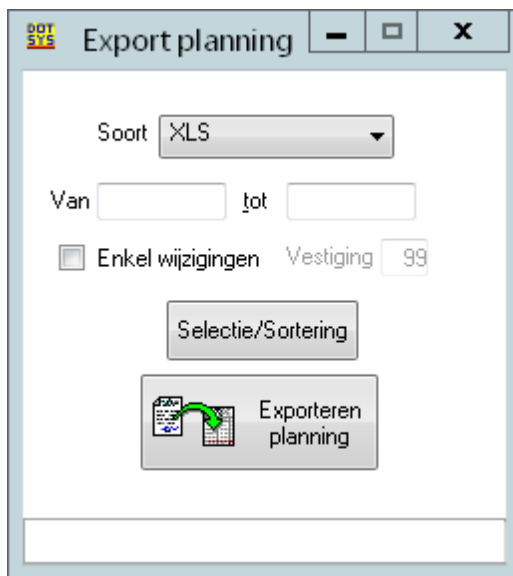 DOT
SYS
Export planning
Soort XLS
Van tot
Enkel wijzigingen Vestiging 99
Selectie/Sortering
Exporteren
planning